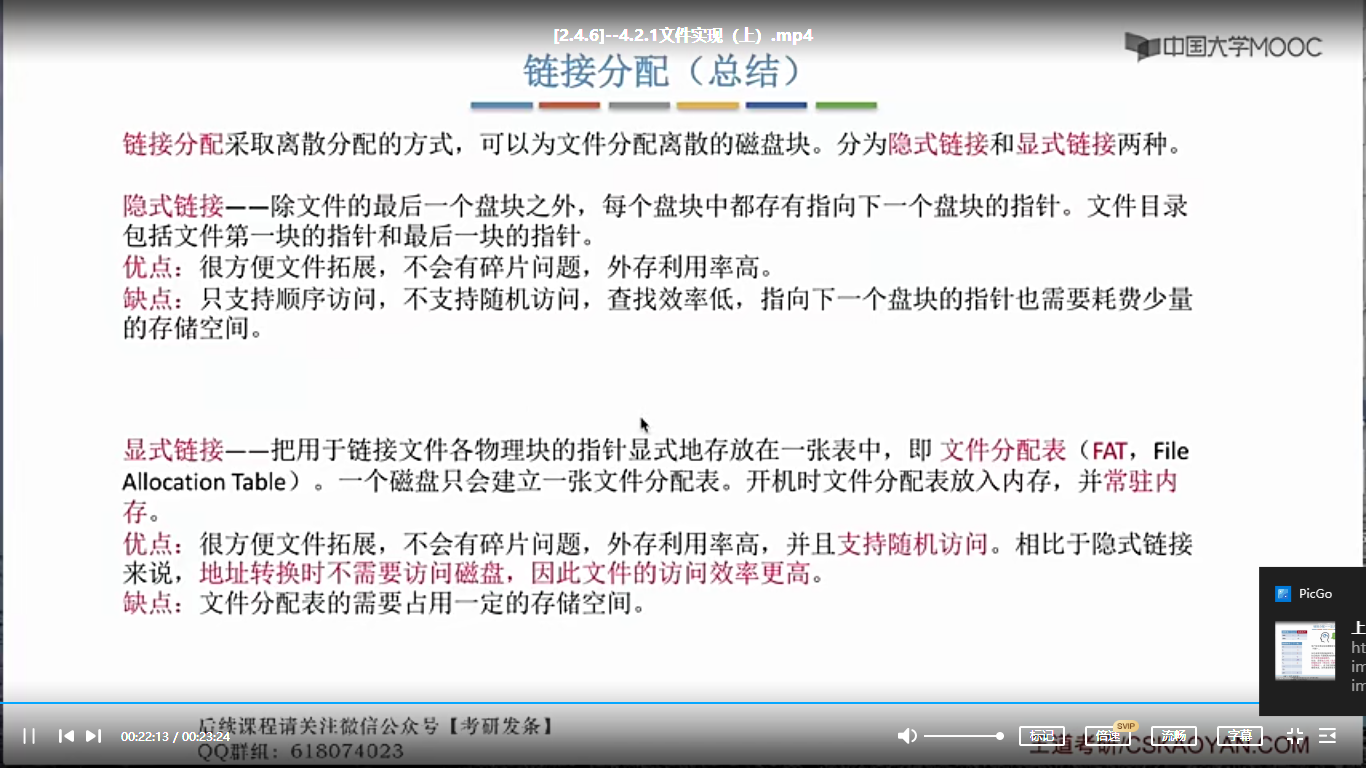 [2.4.6]--4.2.1文件实现（上）.mp4
中国大学MOOC
链接分配（总结）
链接分配采取离散分配的方式，可以为文件分配离散的磁盘块。分为隐式链接和显式链接两种。
隐式链接——除文件的最后一个盘块之外，每个盘块中都存有指向下一个盘块的指针。文件目录
包括文件第一块的指针和最后一块的指针。
优点：很方便文件拓展，不会有碎片问题，外存利用率高。
缺点：只支持顺序访问，不支持随机访问，查找效率低，指向下一个盘块的指针也需要耗费少量
的存储空间。
显式链接——把用于链接文件各物理块的指针显式地存放在一张表中，即 文件分配表（FAT，File
Allocation Table）。一个磁盘只会建立一张文件分配表。开机时文件分配表放入内存，并常驻内
存。
优点：很方便文件拓展，不会有碎片问题，外存利用率高，并且支持随机访问。相比于隐式链接
来说，地址转换时不需要访问磁盘，因此文件的访问效率更高。
缺点：文件分配表的需要占用一定的存储空间。
PicGo
上
ht
im
im
后续课程请关注微信公众号【考研发条】
00:22:13 / 00:23:24
QQ群组：618074023
SVIP
标记
倍速
流畅
字幕
王道考研/CSKAOYAN.COM